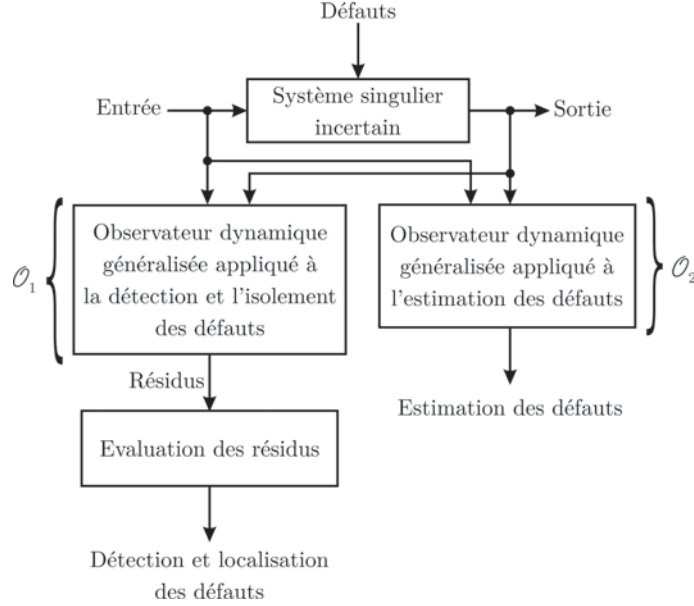 Défauts
Entrée
Système singulier
incertain
Sortie
Observateur dynamique
généralisée appliqué à
la détection et l'isolement
des défauts
𝒪1
Observateur dynamique
généralisée appliqué à
l'estimation des défauts
𝒪2
Résidus
Estimation des défauts
Evaluation des résidus
Détection et localisation
des défauts